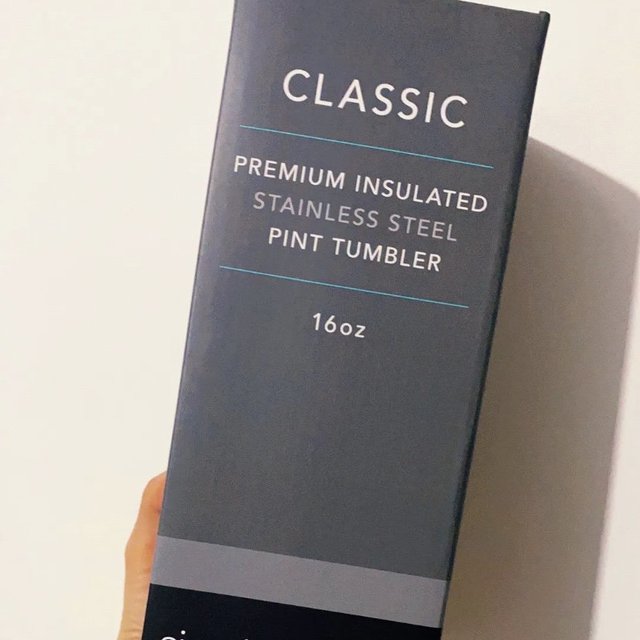 CLASSIC
PREMIUM INSULATED
STAINLESS STEEL
PINT TUMBLER
16oz